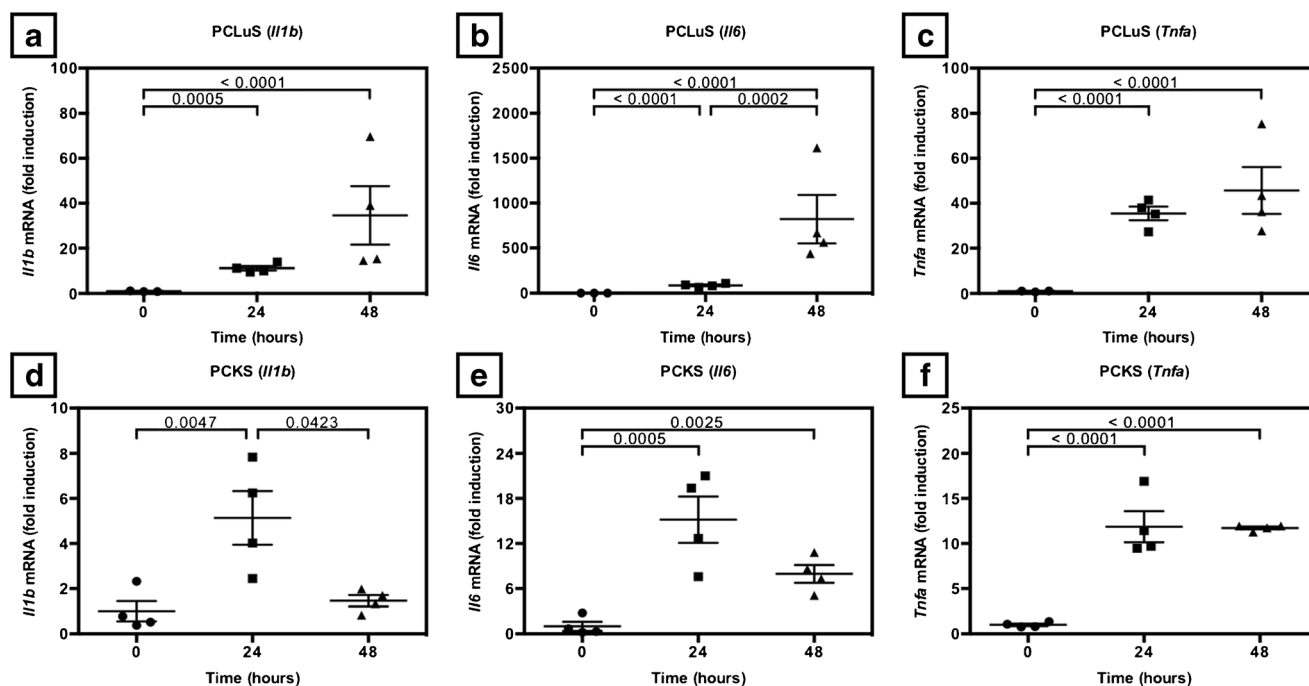 a
PCLuS (Il1b)
100
80
60
40
20
0
Il1b mRNA (fold induction)
< 0.0001
0.0005
0 24 48
Time (hours)
b
PCLuS (Il6)
2500
2000
1500
1000
500
0
Il6 mRNA (fold induction)
< 0.0001
< 0.0001 0.0002
0 24 48
Time (hours)
c
PCLuS (Tnfa)
100
80
60
40
20
0
Tnfa mRNA (fold induction)
< 0.0001
< 0.0001
0 24 48
Time (hours)
d
PCKS (Il1b)
10
8
6
4
2
0
Il1b mRNA (fold induction)
0.0047 0.0423
0 24 48
Time (hours)
e
PCKS (Il6)
30
24
18
12
6
0
Il6 mRNA (fold induction)
0.0025
0.0005
0 24 48
Time (hours)
f
PCKS (Tnfa)
25
20
15
10
5
0
Tnfa mRNA (fold induction)
< 0.0001
< 0.0001
0 24 48
Time (hours)